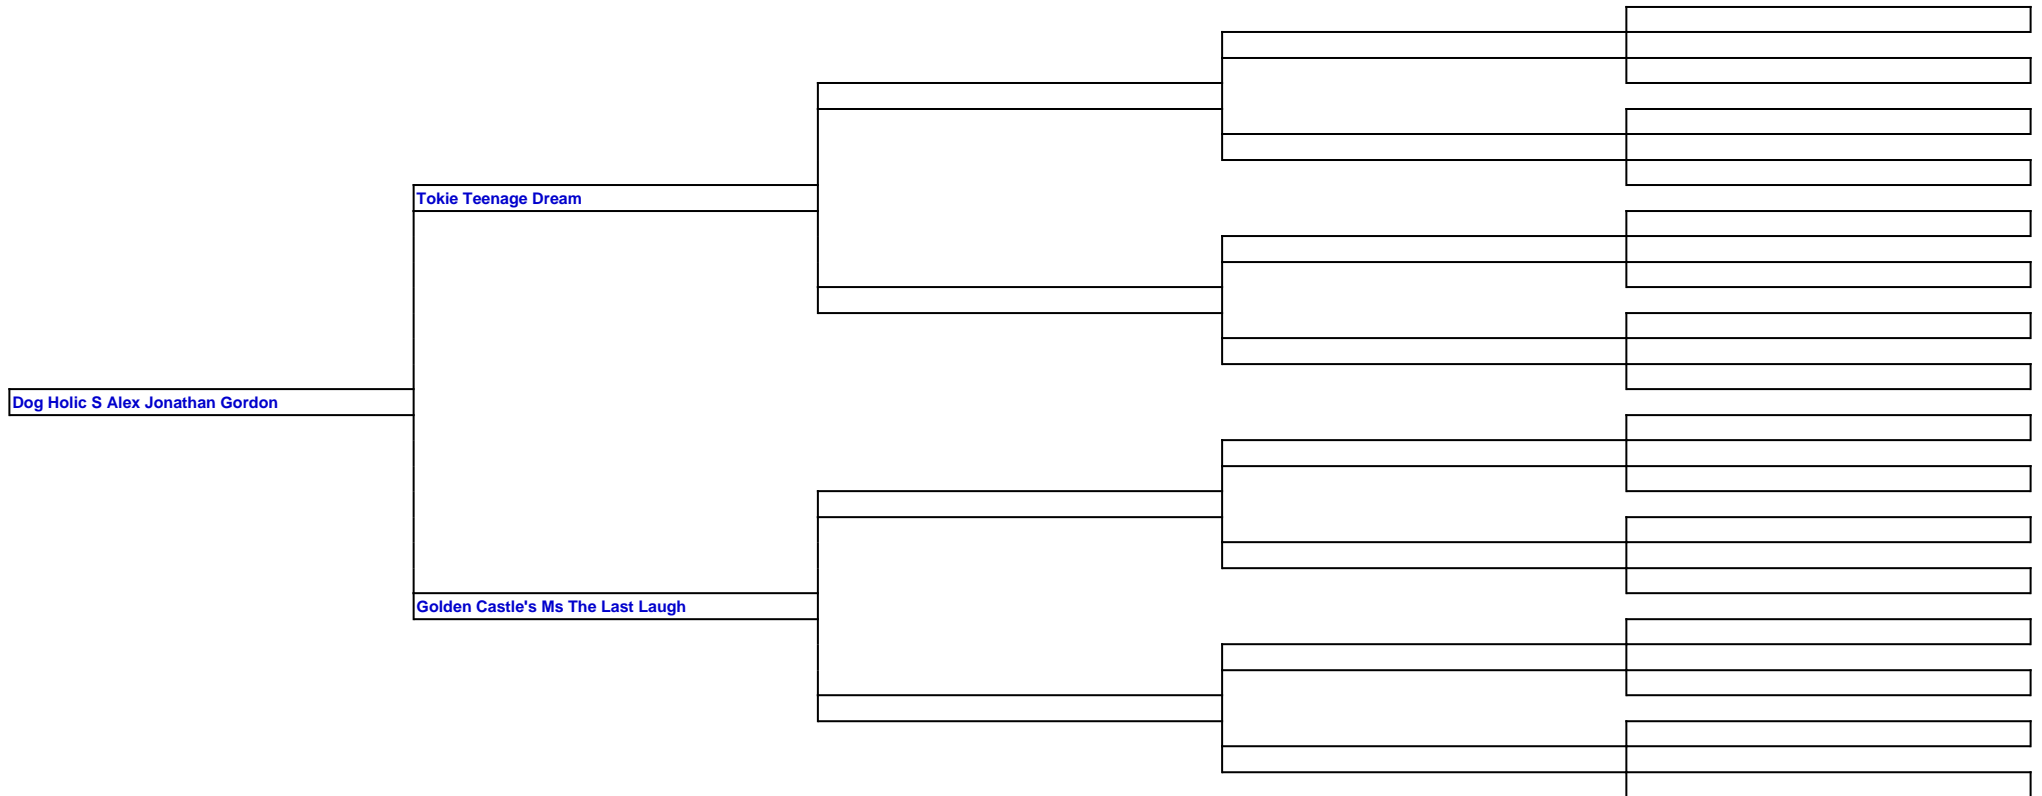 Tokie Teenage Dream
Dog Holic S Alex Jonathan Gordon
Golden Castle's Ms The Last Laugh